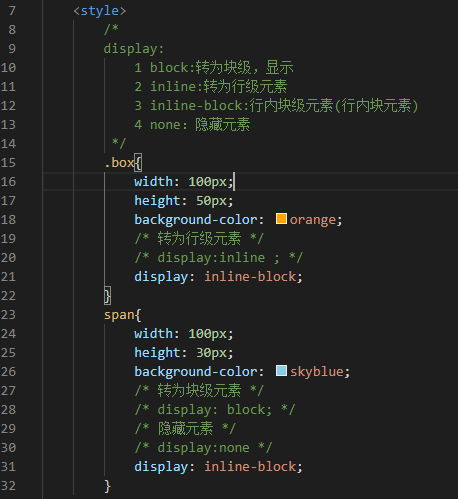 7 <style>
8 /*
9 display:
10 1 block:转为块级，显示
11 2 inline:转为行级元素
12 3 inline-block:行内块级元素(行内块元素)
13 4 none: 隐藏元素
14 */
15 .box{
16 width: 100px;
17 height: 50px;
18 background-color: orange;
19 /* 转为行级元素 */
20 /* display:inline ; */
21 display: inline-block;
22 }
23 span{
24 width: 100px;
25 height: 30px;
26 background-color: skyblue;
27 /* 转为块级元素 */
28 /* display: block; */
29 /* 隐藏元素 */
30 /* display:none */
31 display: inline-block;
32 }